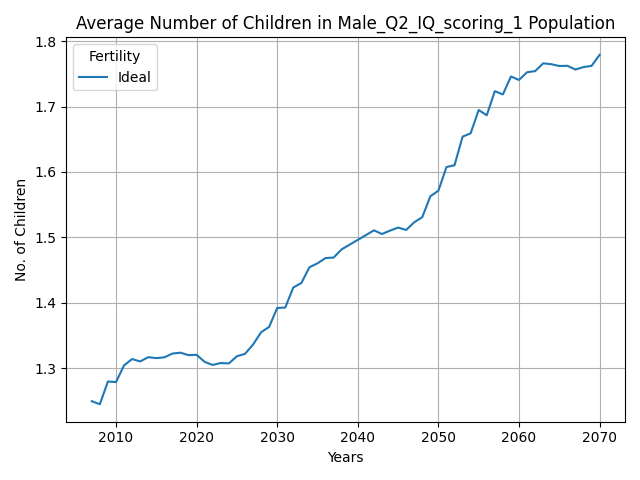 Average Number of Children in Male_Q2_IQ_scoring_1 Population
Fertility
Ideal
No. of Children
1.8
1.7
1.6
1.5
1.4
1.3
2010 2020 2030 2040 2050 2060 2070
Years